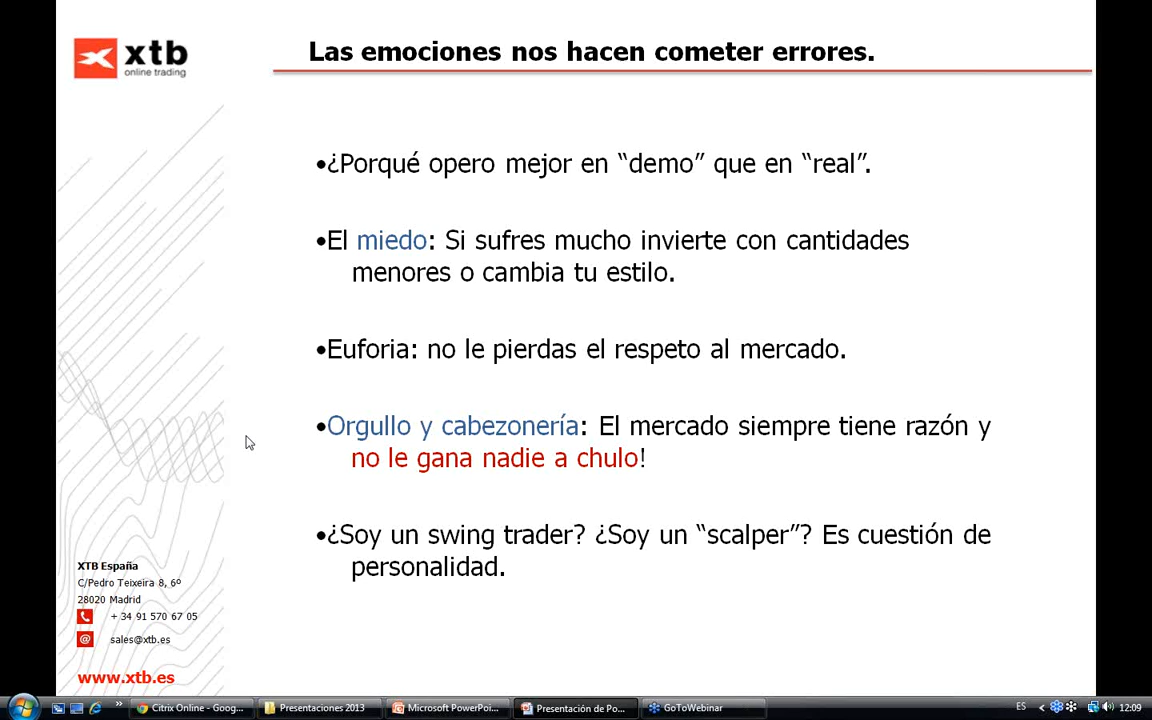 xtb
online trading
Las emociones nos hacen cometer errores.
•¿Porqué opero mejor en “demo” que en “real”.
•El miedo: Si sufres mucho invierte con cantidades
menores o cambia tu estilo.
•Euforia: no le pierdas el respeto al mercado.
•Orgullo y cabezonería: El mercado siempre tiene razón y
no le gana nadie a chulo!
•¿Soy un swing trader? ¿Soy un “scalper”? Es cuestión de
personalidad.
XTB España
C/Pedro Teixeira 8, 6º
28020 Madrid
+ 34 91 570 67 05
@ sales@xtb.es
www.xtb.es
» Citrix Online - Goog... Presentaciones 2013 Microsoft PowerPoi... Presentación de Po... GoToWebinar ES < 12:09